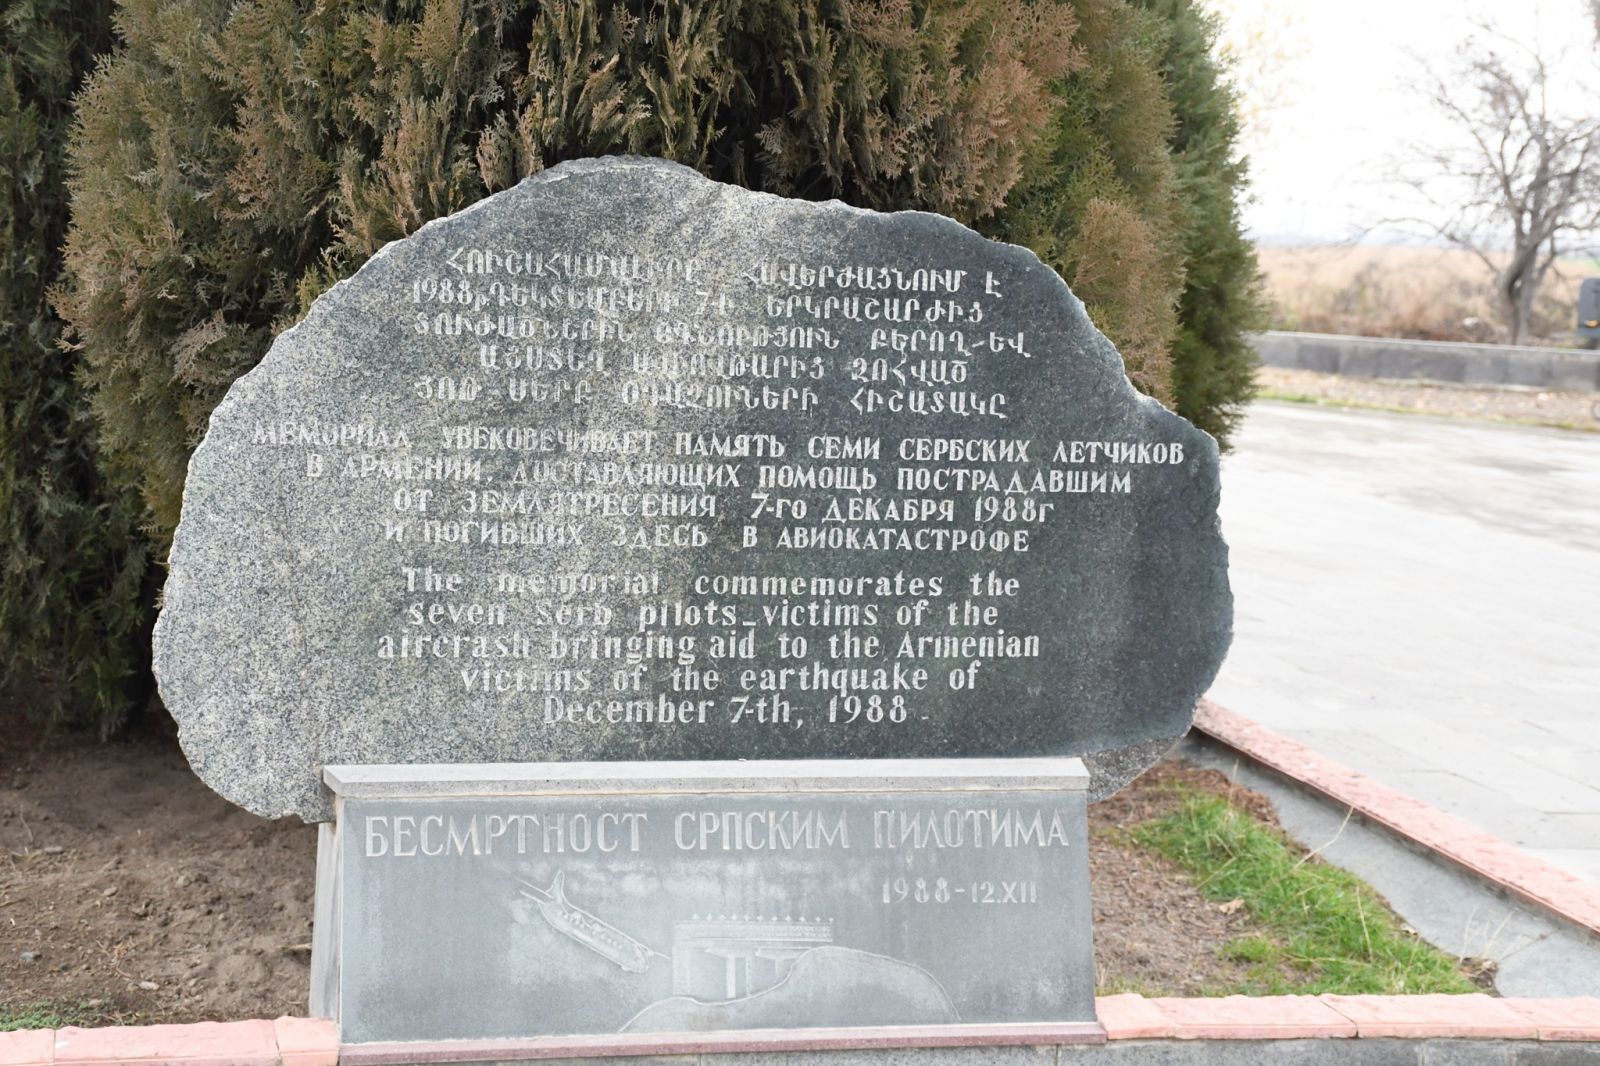 ՀՈՒՇԱՀԱՄԱԼԻՐԸ ՀԱՎԵՐԺԱՑՆՈՒՄ Է
1988թ ԴԵԿՏԵՄԲԵՐԻ 7-Ի ԵՐԿՐԱՇԱՐԺԻՑ
ՏՈՒԺԱԾՆԵՐԻՆ ՕԳՆՈՒԹՅՈՒՆ ԲԵՐՈՂ-ԵՎ
ԱՅՍՏԵՂ ԶՈՀՎԱԾ
ՅՈԹ-ՍԵՐԲ ՕԴԱՉՈՒՆԵՐԻ ՀԻՇԱՏԱԿԸ
МЕМОРИАЛ УВЕКОВЕЧИВАЕТ ПАМЯТЬ СЕМИ СЕРБСКИХ ЛЕТЧИКОВ
В АРМЕНИИ, ДОСТАВЛЯЮЩИХ ПОМОЩЬ ПОСТРАДАВШИМ
ОТ ЗЕМЛЯТРЕСЕНИЯ 7-ГО ДЕКАБРЯ 1988Г
И ПОГИБШИХ ЗДЕСЬ В АВИОКАТАСТРОФЕ
The memorial commemorates the
seven serb pilots-victims of the
aircrash bringing aid to the Armenian
victims of the earthquake of
December 7-th, 1988
БЕСМРТНОСТ СРПСКИМ ПИЛОТИМА
1988-12.XII